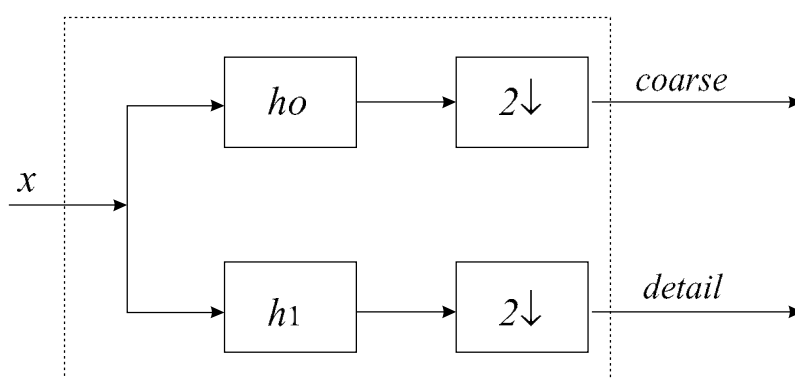 ho
2↓
coarse
x
h1
2↓
detail